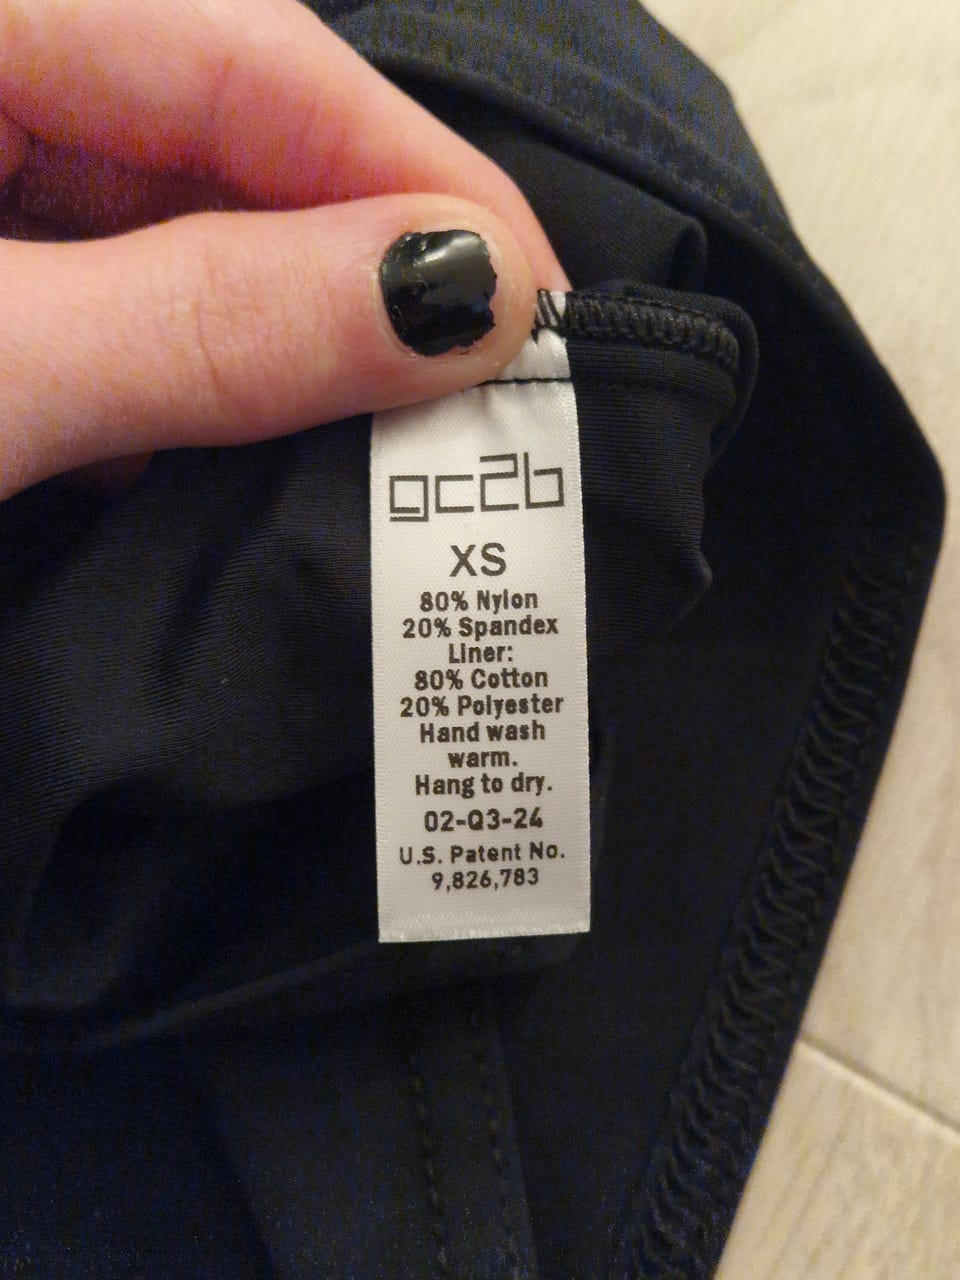 gc2b
XS
80% Nylon
20% Spandex
Liner:
80% Cotton
20% Polyester
Hand wash
warm.
Hang to dry.
02-Q3-24
U.S. Patent No.
9,826,783